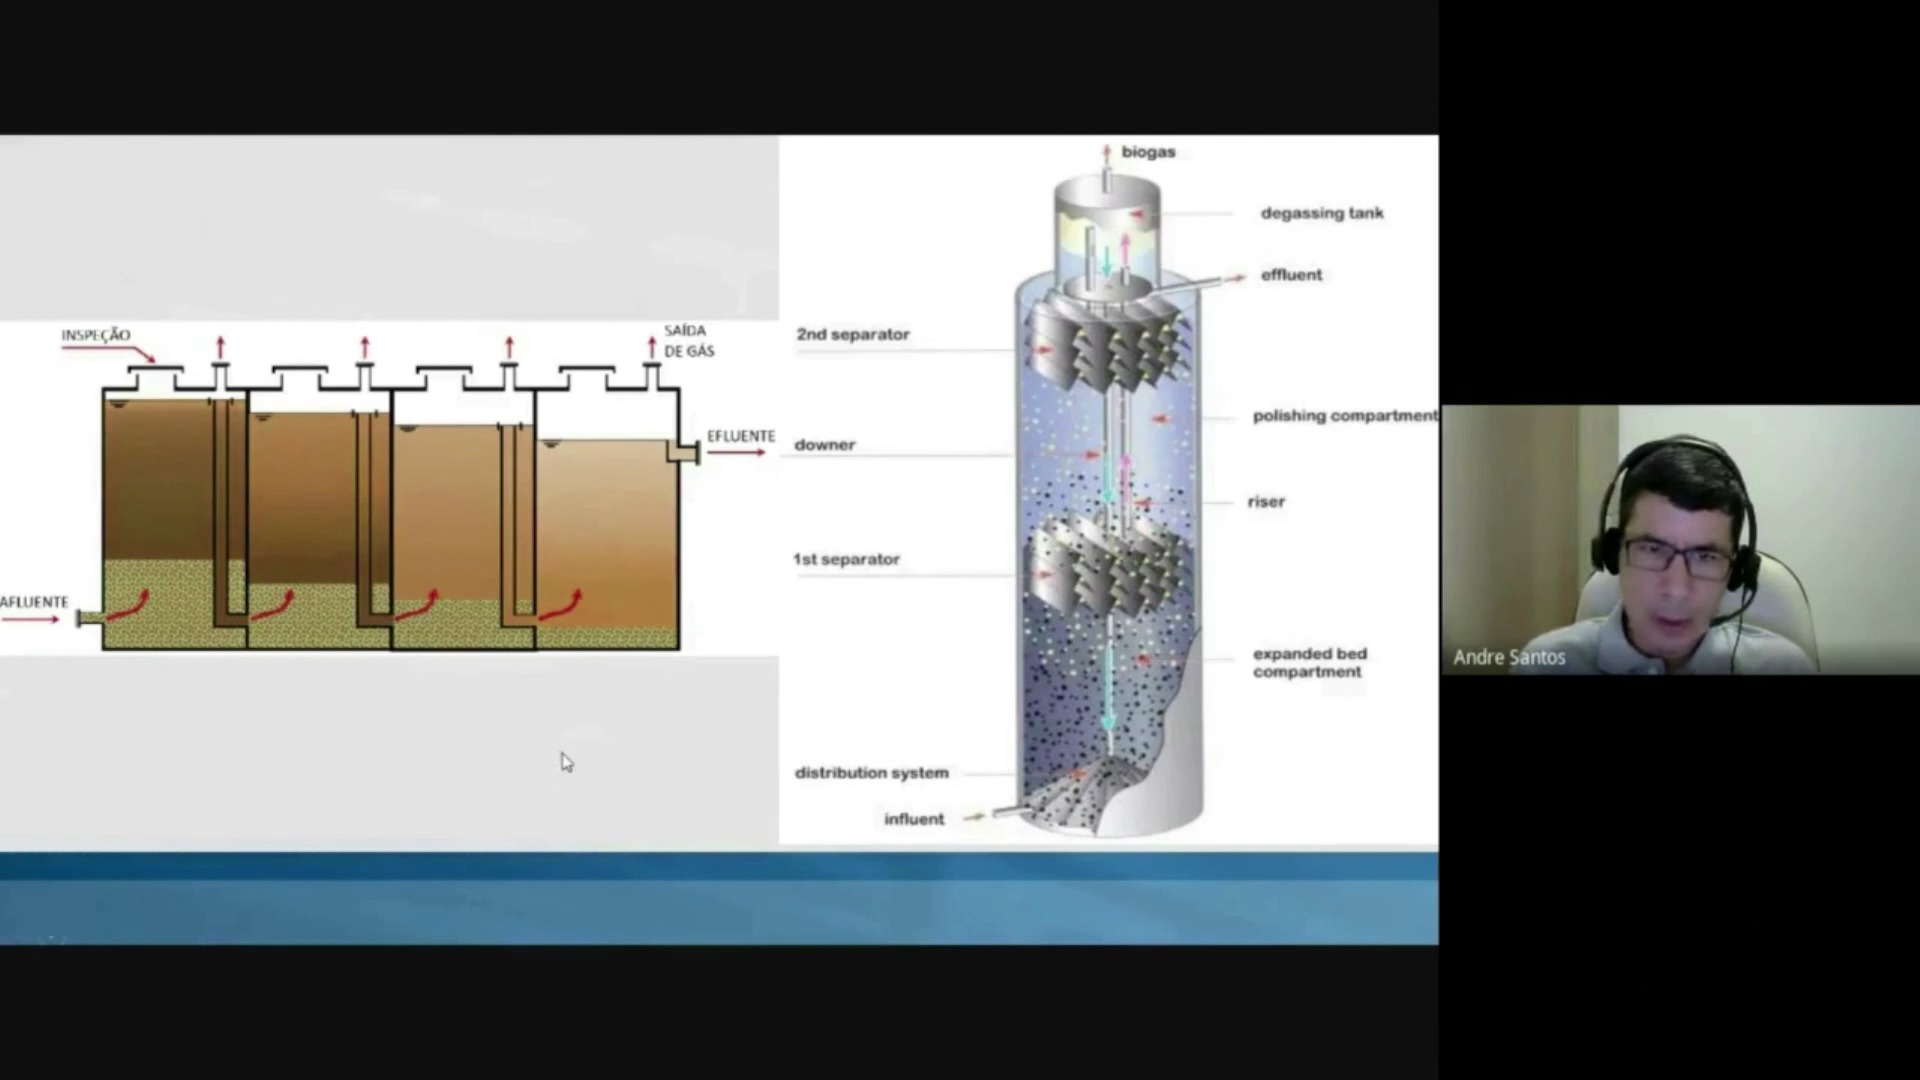 INSPEÇÃO
SAÍDA
DE GÁS
EFLUENTE
AFLUENTE
biogas
degassing tank
effluent
2nd separator
polishing compartment
downer
riser
1st separator
expanded bed
compartment
distribution system
influent
Andre Santos